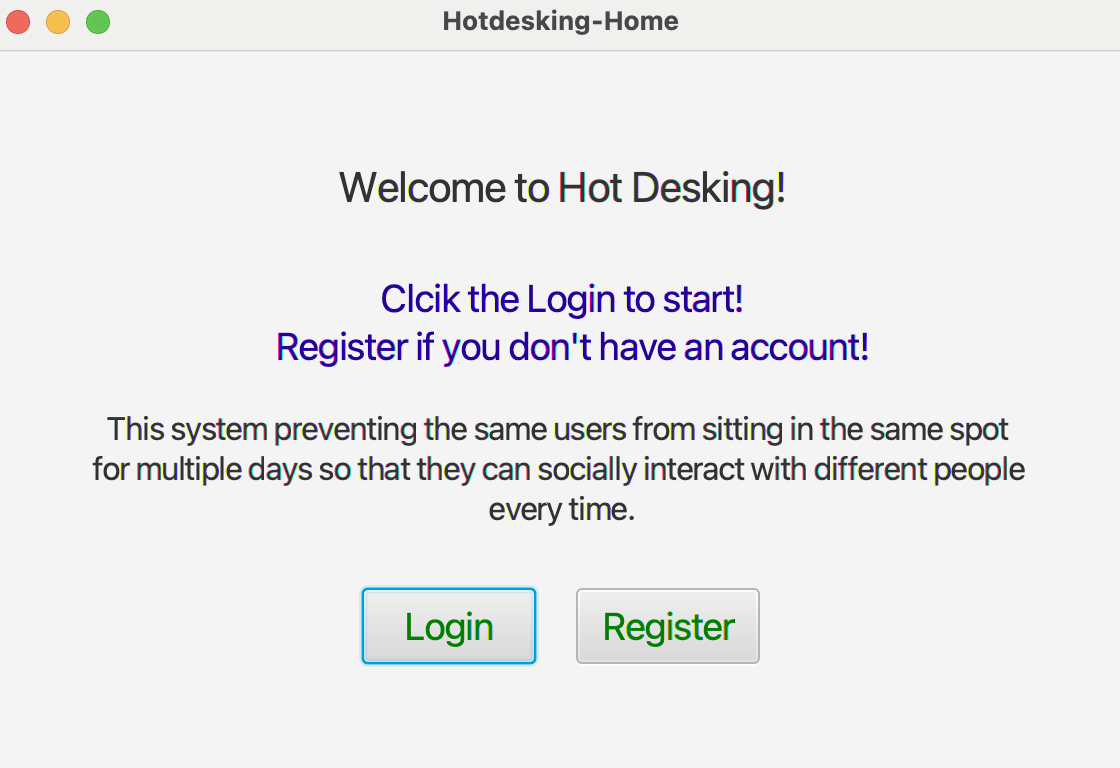 Hotdesking-Home
Welcome to Hot Desking!
Clcik the Login to start!
Register if you don't have an account!
This system preventing the same users from sitting in the same spot
for multiple days so that they can socially interact with different people
every time.
Login
Register